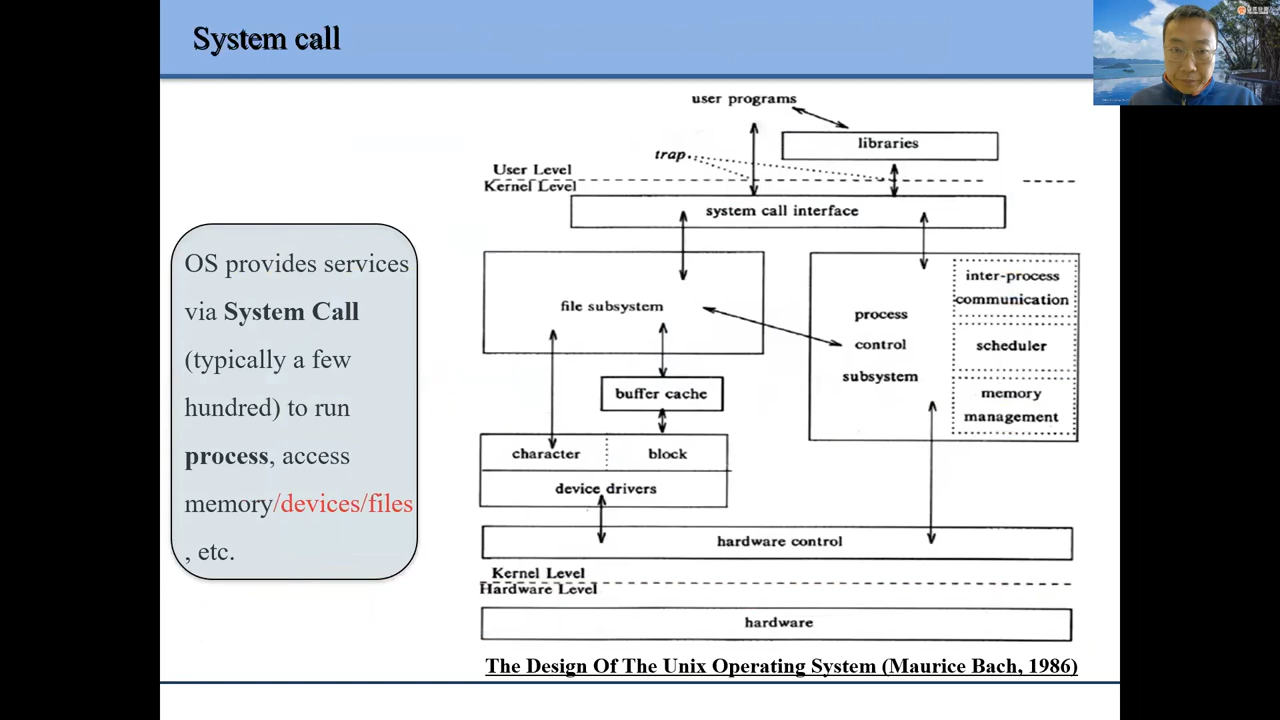 System call
user programs
libraries
trap
User Level
Kernel Level
system call interface
OS provides services
via System Call
(typically a few
hundred) to run
process, access
memory/devices/files
, etc.
file subsystem
inter-process
communication
process
control
subsystem
scheduler
memory
management
buffer cache
character
block
device drivers
hardware control
Kernel Level
Hardware Level
hardware
The Design Of The Unix Operating System (Maurice Bach, 1986)